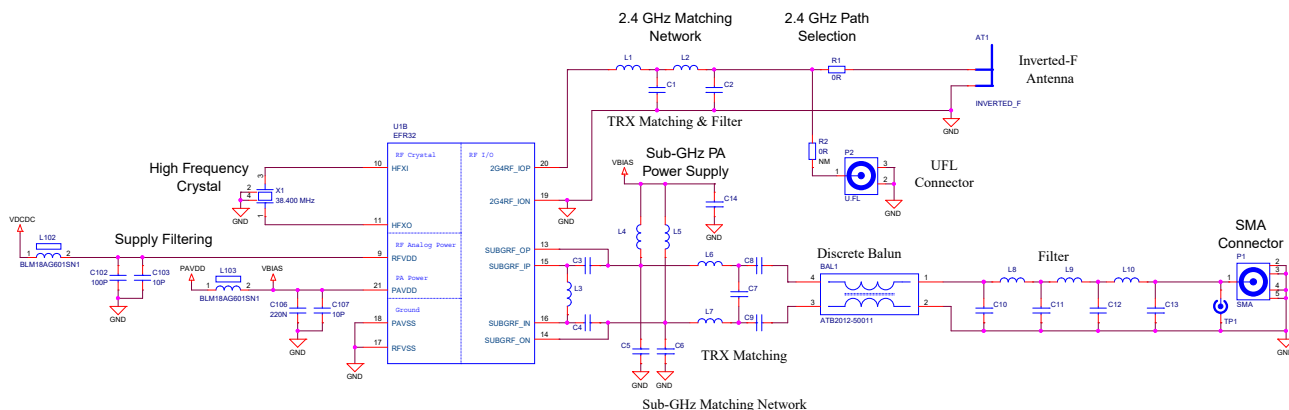 2.4 GHz Matching
Network
2.4 GHz Path
Selection
AT1
Inverted-F
Antenna
INVERTED_F
L1
L2
R1
0R
C1
C2
GND
TRX Matching & Filter
GND
R2
0R
NM
P2
1
3
2
U.FL
GND
UFL
Connector
U1B
EFR32
RF Crystal
RF I/O
High Frequency
Crystal
10
HFXI
2G4RF_IOP
20
3
2
4
1
X1
38.400 MHz
GND
11
HFXO
2G4RF_ION
19
GND
Sub-GHz PA
Power Supply
VBIAS
C14
GND
L4
L5
VDCDC
L102
1
2
BLM18AG601SN1
Supply Filtering
C102
100P
C103
10P
GND
9
RF Analog Power
RFVDD
PAVDD
L103
1
2
BLM18AG601SN1
VBIAS
C106
220N
C107
10P
GND
21
PA Power
PAVDD
Ground
18
PAVSS
17
RFVSS
GND
SUBGRF_OP
13
SUBGRF_IP
15
SUBGRF_IN
16
SUBGRF_ON
14
C3
L3
C4
L6
C8
C7
L7
C9
C5
C6
GND
GND
TRX Matching
Discrete Balun
BAL1
4
3
1
2
ATB2012-50011
Filter
L8
L9
L10
C10
C11
C12
C13
TP1
SMA
Connector
P1
1
2
3
4
5
SMA
GND
Sub-GHz Matching Network